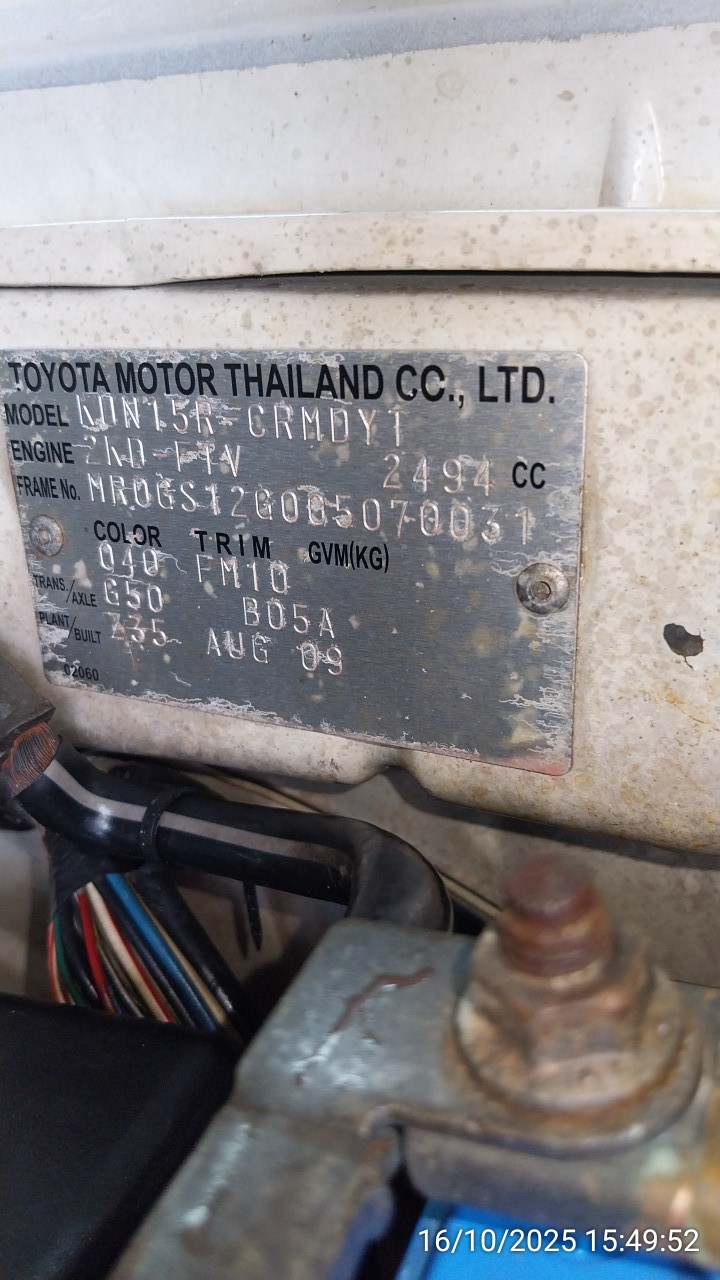 TOYOTA MOTOR THAILAND CO., LTD.
MODEL KUN15R-CRMDYT
ENGINE 2KD-FTV 2494 CC
FRAME No. MR0GS12G005070031
COLOR TRIM GVM(KG)
040 FM10
TRANS./AXLE G50 B05A
PLANT/BUILT Z35 AUG 09
02060
16/10/2025 15:49:52